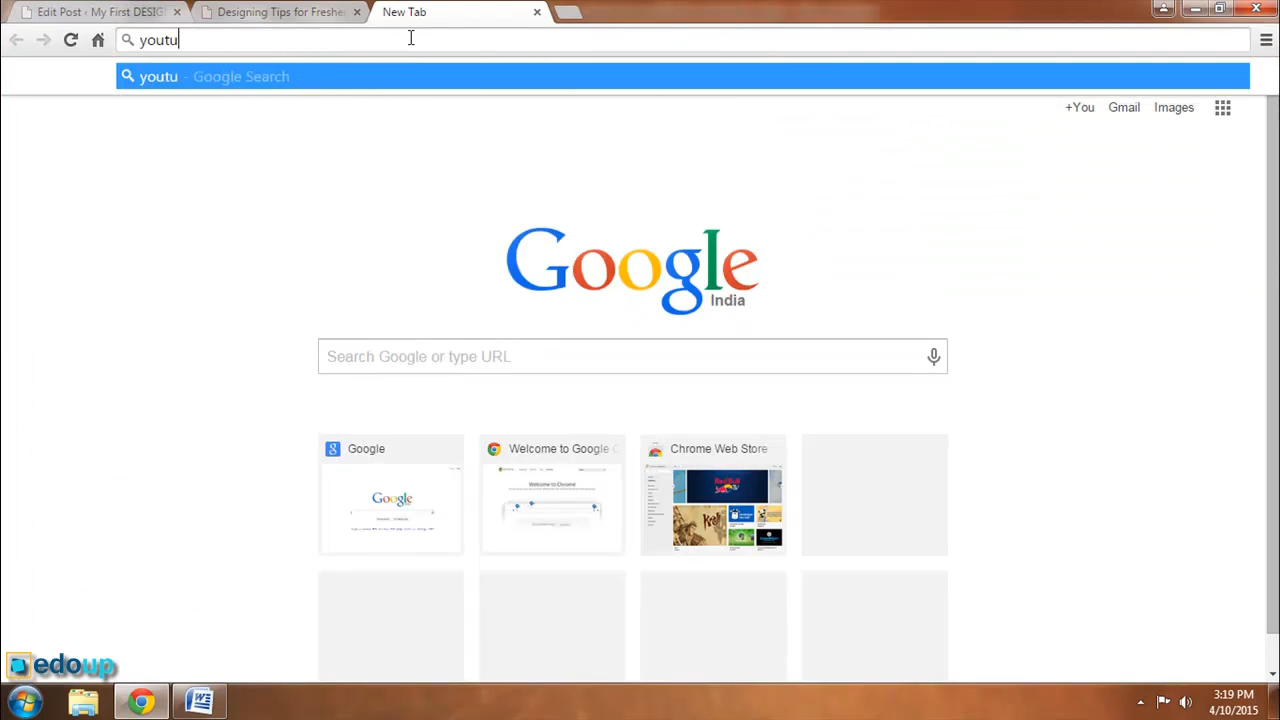 Edit Post ‹ My First DESIG
Designing Tips for Freshe
New Tab
youtu
youtu - Google Search
+You Gmail Images
Google
India
Search Google or type URL
Google
Welcome to Google C
Chrome Web Store
Google
Welcome to Chrome
edoup
3:19 PM
4/10/2015